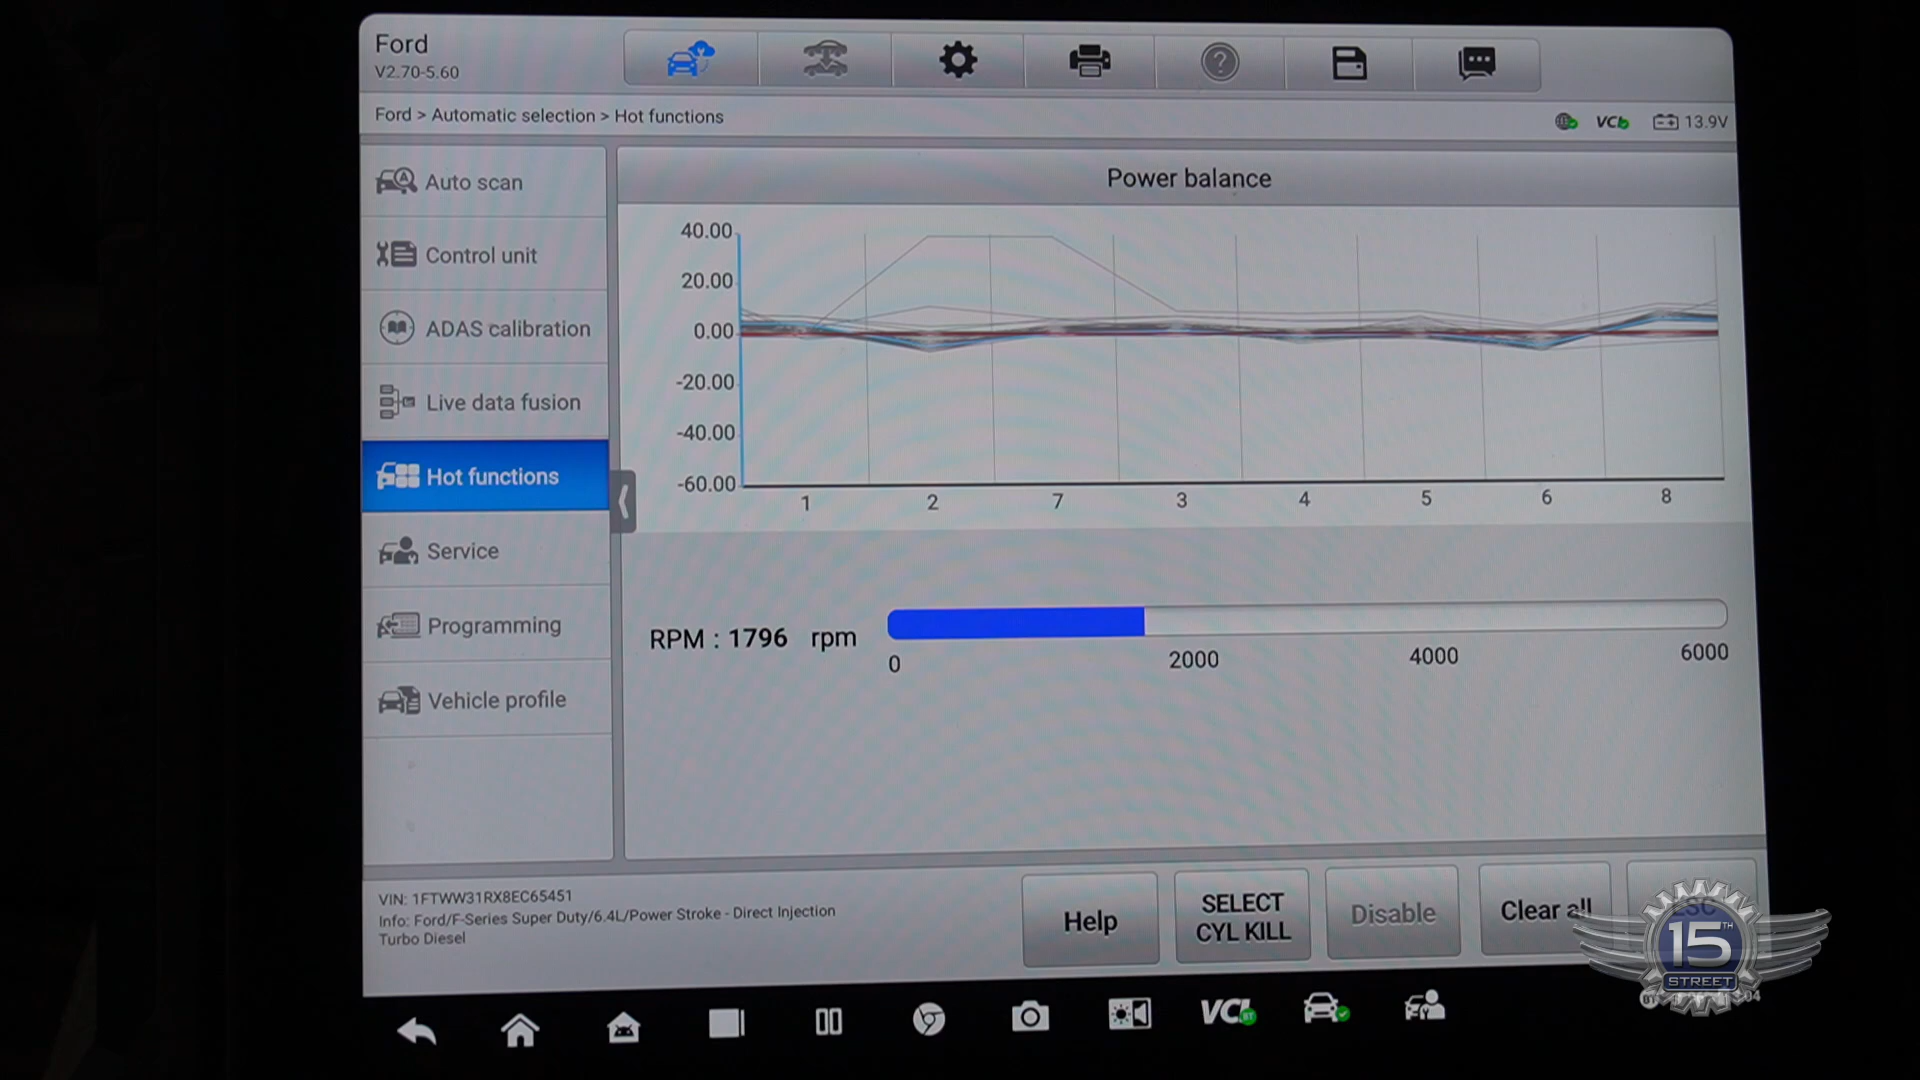 Ford
V2.70-5.60
Ford > Automatic selection > Hot functions
VCI
13.9V
Auto scan
Control unit
ADAS calibration
Live data fusion
Hot functions
Service
Programming
Vehicle profile
Power balance
40.00
20.00
0.00
-20.00
-40.00
-60.00
1 2 7 3 4 5 6 8
RPM : 1796 rpm
0 2000 4000 6000
VIN: 1FTWW31RX8EC65451
Info: Ford/F-Series Super Duty/6.4L/Power Stroke - Direct Injection
Turbo Diesel
Help
SELECT
CYL KILL
Disable
Clear all
ESC
15TH
STREET
VCI
BT